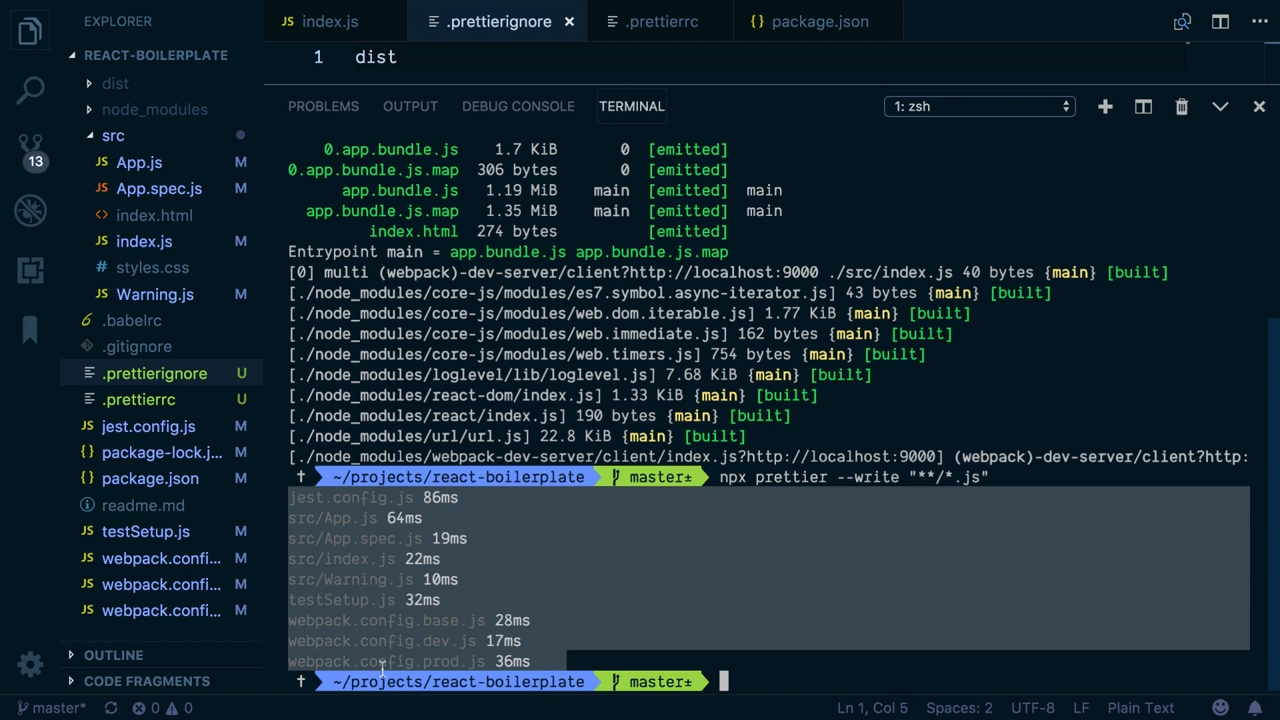 EXPLORER
REACT-BOILERPLATE
dist
node_modules
src
JS App.js M
JS App.spec.js M
<> index.html
JS index.js M
# styles.css
JS Warning.js M
.babelrc
.gitignore
.prettierignore U
.prettierrc U
JS jest.config.js M
{} package-lock.j... M
{} package.json M
readme.md
JS testSetup.js M
JS webpack.confi... M
JS webpack.confi... M
JS webpack.confi... M
OUTLINE
CODE FRAGMENTS
13
JS index.js .prettierignore × .prettierrc {} package.json
1 dist
PROBLEMS OUTPUT DEBUG CONSOLE TERMINAL 1: zsh
0.app.bundle.js 1.7 KiB 0 [emitted]
0.app.bundle.js.map 306 bytes 0 [emitted]
app.bundle.js 1.19 MiB main [emitted] main
app.bundle.js.map 1.35 MiB main [emitted] main
index.html 274 bytes [emitted]
Entrypoint main = app.bundle.js app.bundle.js.map
[0] multi (webpack)-dev-server/client?http://localhost:9000 ./src/index.js 40 bytes {main} [built]
[./node_modules/core-js/modules/es7.symbol.async-iterator.js] 43 bytes {main} [built]
[./node_modules/core-js/modules/web.dom.iterable.js] 1.77 KiB {main} [built]
[./node_modules/core-js/modules/web.immediate.js] 162 bytes {main} [built]
[./node_modules/core-js/modules/web.timers.js] 754 bytes {main} [built]
[./node_modules/loglevel/lib/loglevel.js] 7.68 KiB {main} [built]
[./node_modules/react-dom/index.js] 1.33 KiB {main} [built]
[./node_modules/react/index.js] 190 bytes {main} [built]
[./node_modules/url/url.js] 22.8 KiB {main} [built]
[./node_modules/webpack-dev-server/client/index.js?http://localhost:9000] (webpack)-dev-server/client?http:
† ~/projects/react-boilerplate master± npx prettier --write "**/*.js"
jest.config.js 86ms
src/App.js 64ms
src/App.spec.js 19ms
src/index.js 22ms
src/Warning.js 10ms
testSetup.js 32ms
webpack.config.base.js 28ms
webpack.config.dev.js 17ms
webpack.config.prod.js 36ms
† ~/projects/react-boilerplate master±
master* 0 0 Ln 1, Col 5 Spaces: 2 UTF-8 LF Plain Text